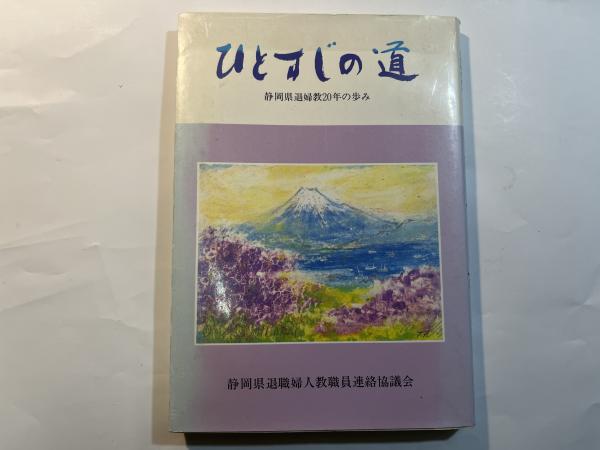 ひとすじの道
静岡県退婦教20年の歩み
静岡県退職婦人教職員連絡協議会